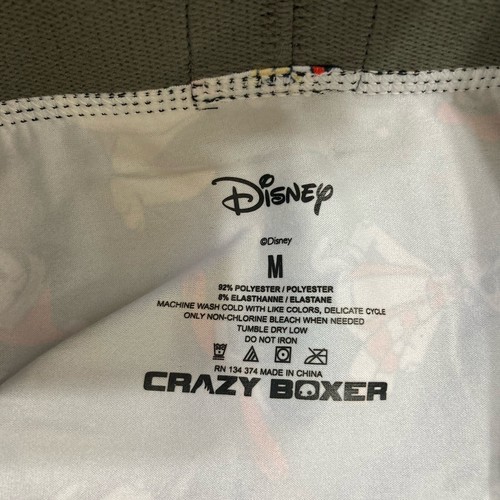 Disney
©Disney
M
92% POLYESTER / POLYESTER
8% ELASTHANNE / ELASTANE
MACHINE WASH COLD WITH LIKE COLORS, DELICATE CYCLE
ONLY NON-CHLORINE BLEACH WHEN NEEDED
TUMBLE DRY LOW
DO NOT IRON
RN 134 374 MADE IN CHINA
CRAZY BOXER